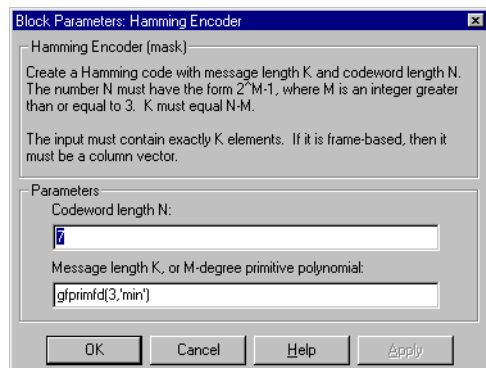 Block Parameters: Hamming Encoder
Hamming Encoder (mask)
Create a Hamming code with message length K and codeword length N.
The number N must have the form 2^M-1, where M is an integer greater
than or equal to 3. K must equal N-M.
The input must contain exactly K elements. If it is frame-based, then it
must be a column vector.
Parameters
Codeword length N:
7
Message length K, or M-degree primitive polynomial:
gfprimfd(3,'min')
OK Cancel Help Apply